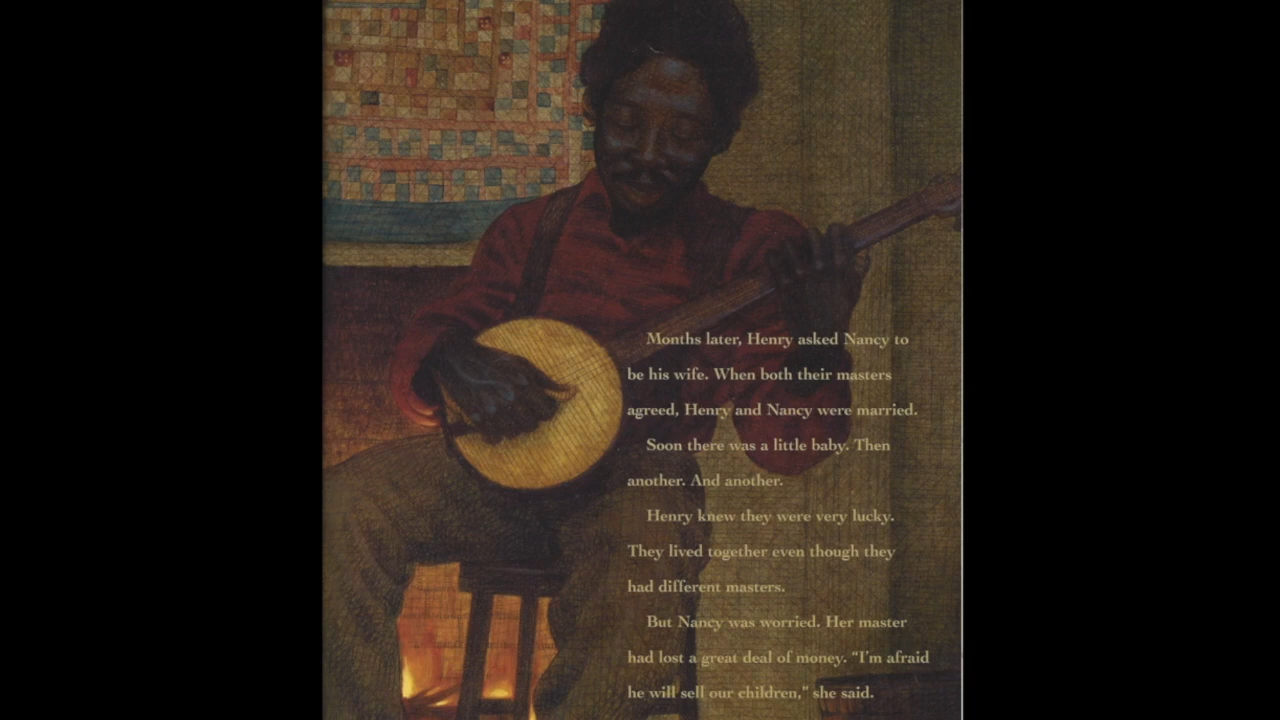 Months later, Henry asked Nancy to
be his wife. When both their masters
agreed, Henry and Nancy were married.
Soon there was a little baby. Then
another. And another.
Henry knew they were very lucky.
They lived together even though they
had different masters.
But Nancy was worried. Her master
had lost a great deal of money. “I’m afraid
he will sell our children,” she said.